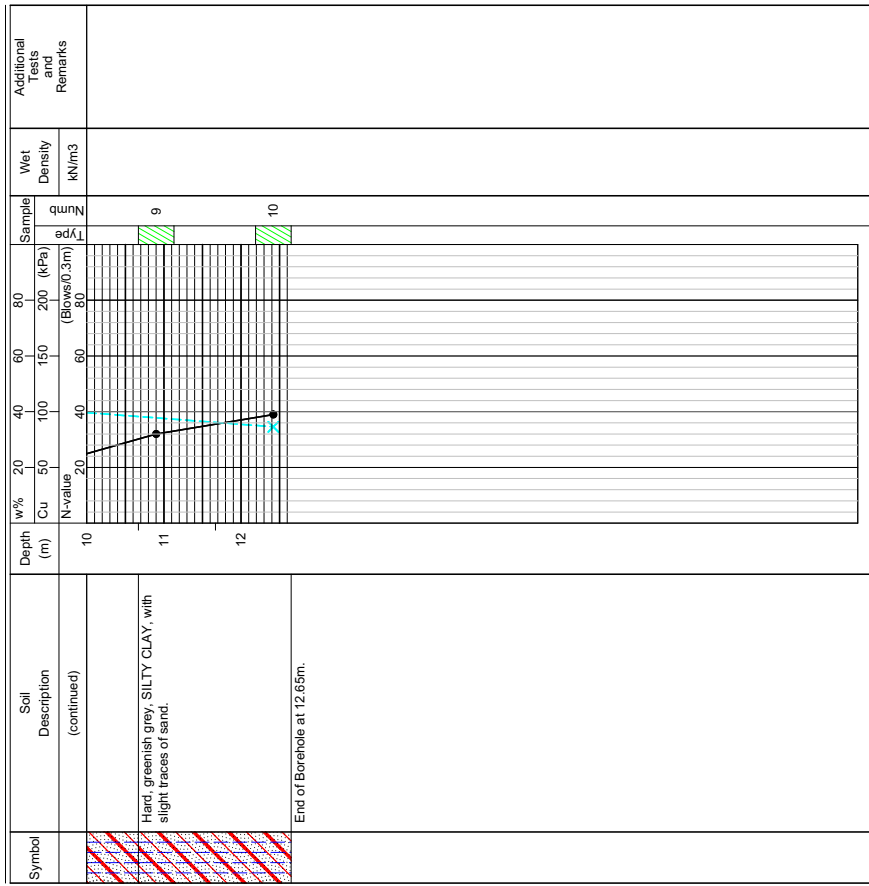 Symbol
Soil
Description
(continued)
Depth
(m)
w% 20 40 60 80
Cu 50 100 150 200 (kPa)
N-value 20 40 60 80 (Blows/0.3m)
Sample
Type
Numb
Wet
Density
kN/m3
Additional
Tests
and
Remarks
10
Hard, greenish grey, SILTY CLAY, with
slight traces of sand.
11
9
12
10
End of Borehole at 12.65m.